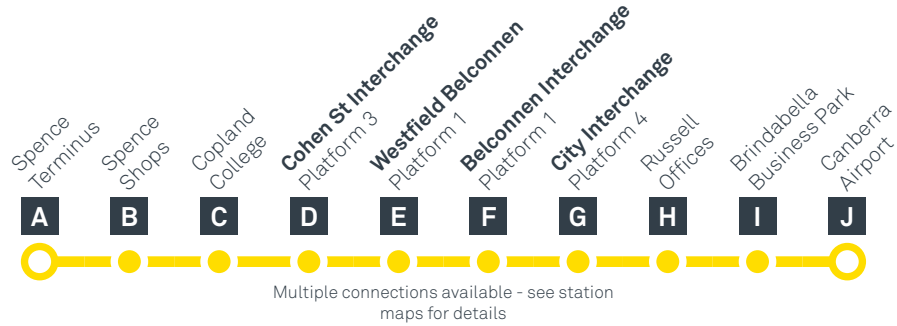 Spence
Terminus
Spence
Shops
Copland
College
Cohen St Interchange
Platform 3
Westfield Belconnen
Platform 1
Belconnen Interchange
Platform 1
City Interchange
Platform 4
Russell
Offices
Brindabella
Business Park
Canberra
Airport
A B C D E F G H I J
Multiple connections available - see station
maps for details